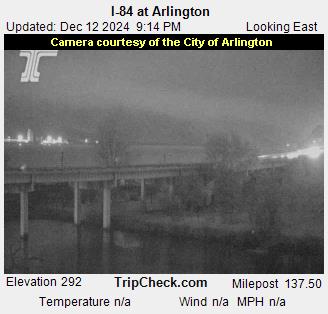 I-84 at Arlington
Updated: Dec 12 2024 9:14 PM Looking East
Camera courtesy of the City of Arlington
Elevation 292 TripCheck.com Milepost 137.50
Temperature n/a Wind n/a MPH n/a